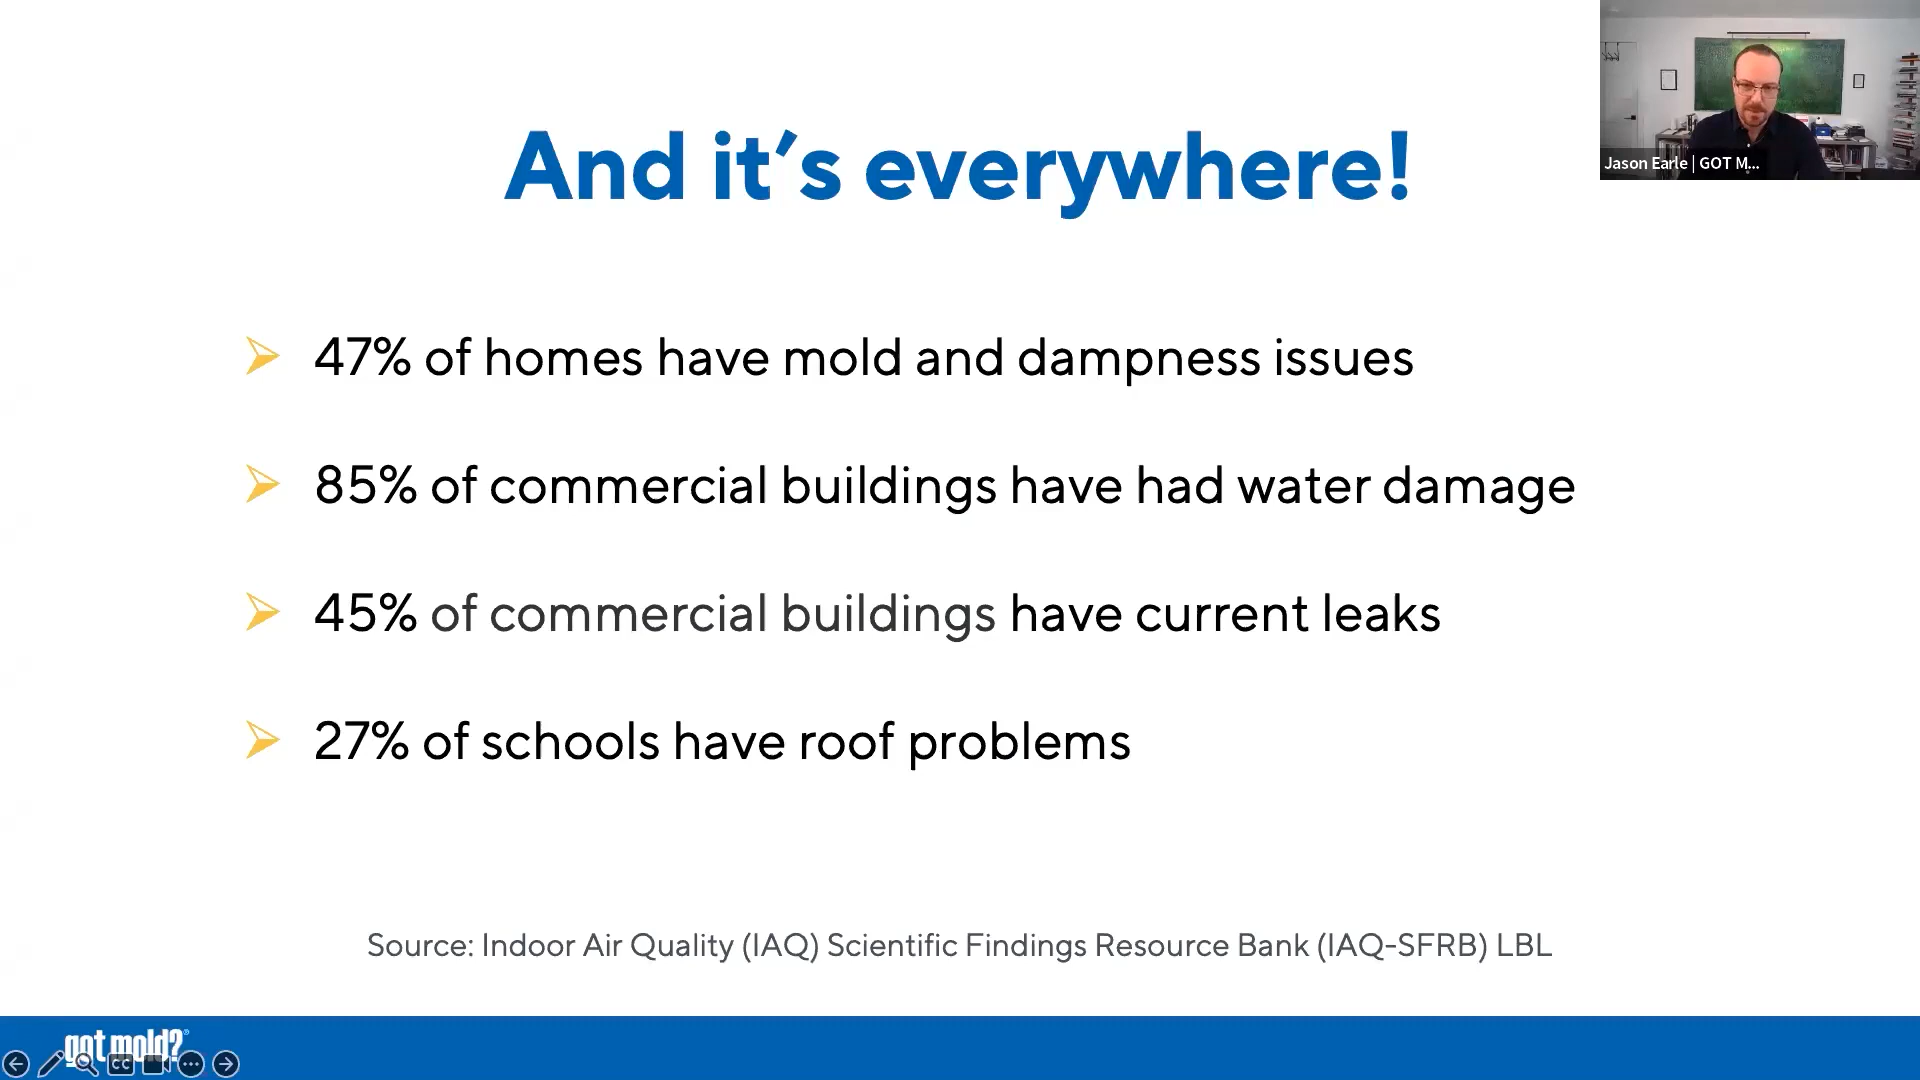 Jason Earle | GOT M...
And it's everywhere!
47% of homes have mold and dampness issues
85% of commercial buildings have had water damage
45% of commercial buildings have current leaks
27% of schools have roof problems
Source: Indoor Air Quality (IAQ) Scientific Findings Resource Bank (IAQ-SFRB) LBL
got mold?®
CC